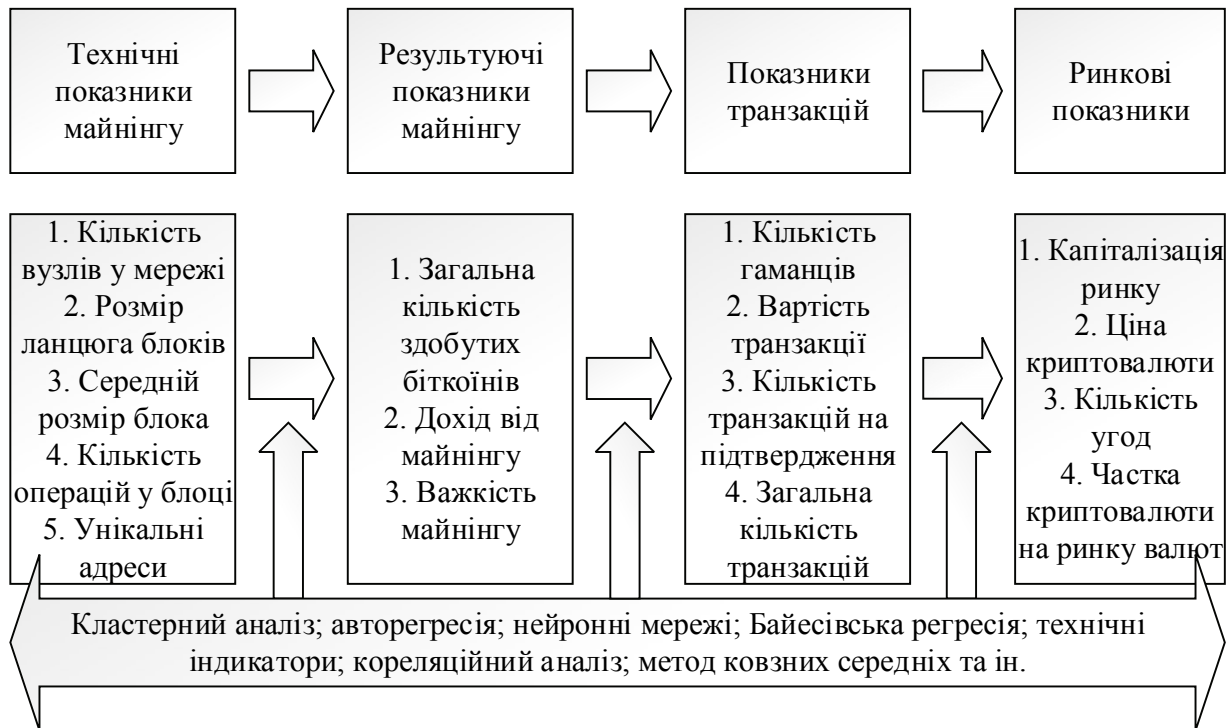 Технічні
показники
майнінгу
Результуючі
показники
майнінгу
Показники
транзакцій
Ринкові
показники
1. Кількість
вузлів у мережі
2. Розмір
ланцюга блоків
3. Середній
розмір блока
4. Кількість
операцій у блоці
5. Унікальні
адреси
1. Загальна
кількість
здобутих
біткоїнів
2. Дохід від
майнінгу
3. Важкість
майнінгу
1. Кількість
гаманців
2. Вартість
транзакції
3. Кількість
транзакцій на
підтвердження
4. Загальна
кількість
транзакцій
1. Капіталізація
ринку
2. Ціна
криптовалюти
3. Кількість
угод
4. Частка
криптовалюти
на ринку валют
Кластерний аналіз; авторегресія; нейронні мережі; Байесівська регресія; технічні
індикатори; кореляційний аналіз; метод ковзних середніх та ін.